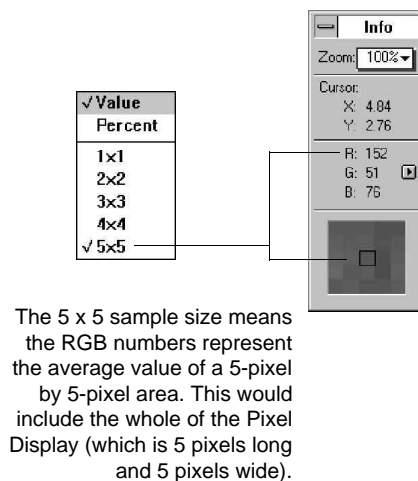 Info
Zoom: 100%
Cursor:
X: 4.84
Y: 2.76
R: 152
G: 51
B: 76
√ Value
Percent
1x1
2x2
3x3
4x4
√ 5x5
The 5 x 5 sample size means
the RGB numbers represent
the average value of a 5-pixel
by 5-pixel area. This would
include the whole of the Pixel
Display (which is 5 pixels long
and 5 pixels wide).